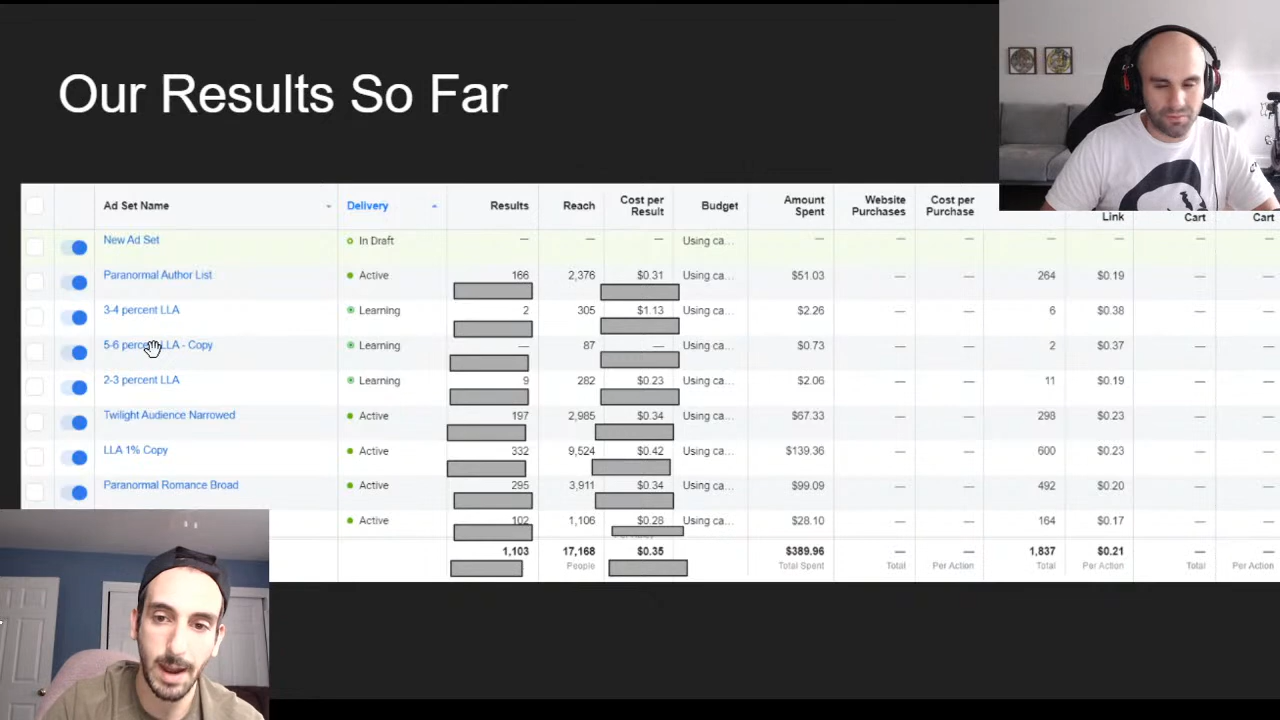 Our Results So Far
Ad Set Name Delivery Results Reach Cost per Result Budget Amount Spent Website Purchases Cost per Purchase Link Cart Cart
New Ad Set In Draft — — — Using ca... — — — — — — —
Paranormal Author List Active 166 2,376 $0.31 Using ca... $51.03 — — 264 $0.19 — —
3-4 percent LLA Learning 2 305 $1.13 Using ca... $2.26 — — 6 $0.38 — —
5-6 percent LLA - Copy Learning — 87 — Using ca... $0.73 — — 2 $0.37 — —
2-3 percent LLA Learning 9 282 $0.23 Using ca... $2.06 — — 11 $0.19 — —
Twilight Audience Narrowed Active 197 2,985 $0.34 Using ca... $67.33 — — 298 $0.23 — —
LLA 1% Copy Active 332 9,524 $0.42 Using ca... $139.36 — — 600 $0.23 — —
Paranormal Romance Broad Active 295 3,911 $0.34 Using ca... $99.09 — — 492 $0.20 — —
Active 102 1,106 $0.28 Using ca... $28.10 — — 164 $0.17 — —
1,103 17,168 $0.35 $389.96 — — 1,837 $0.21 — —
People Total Spent Total Per Action Total Per Action Total Per Action